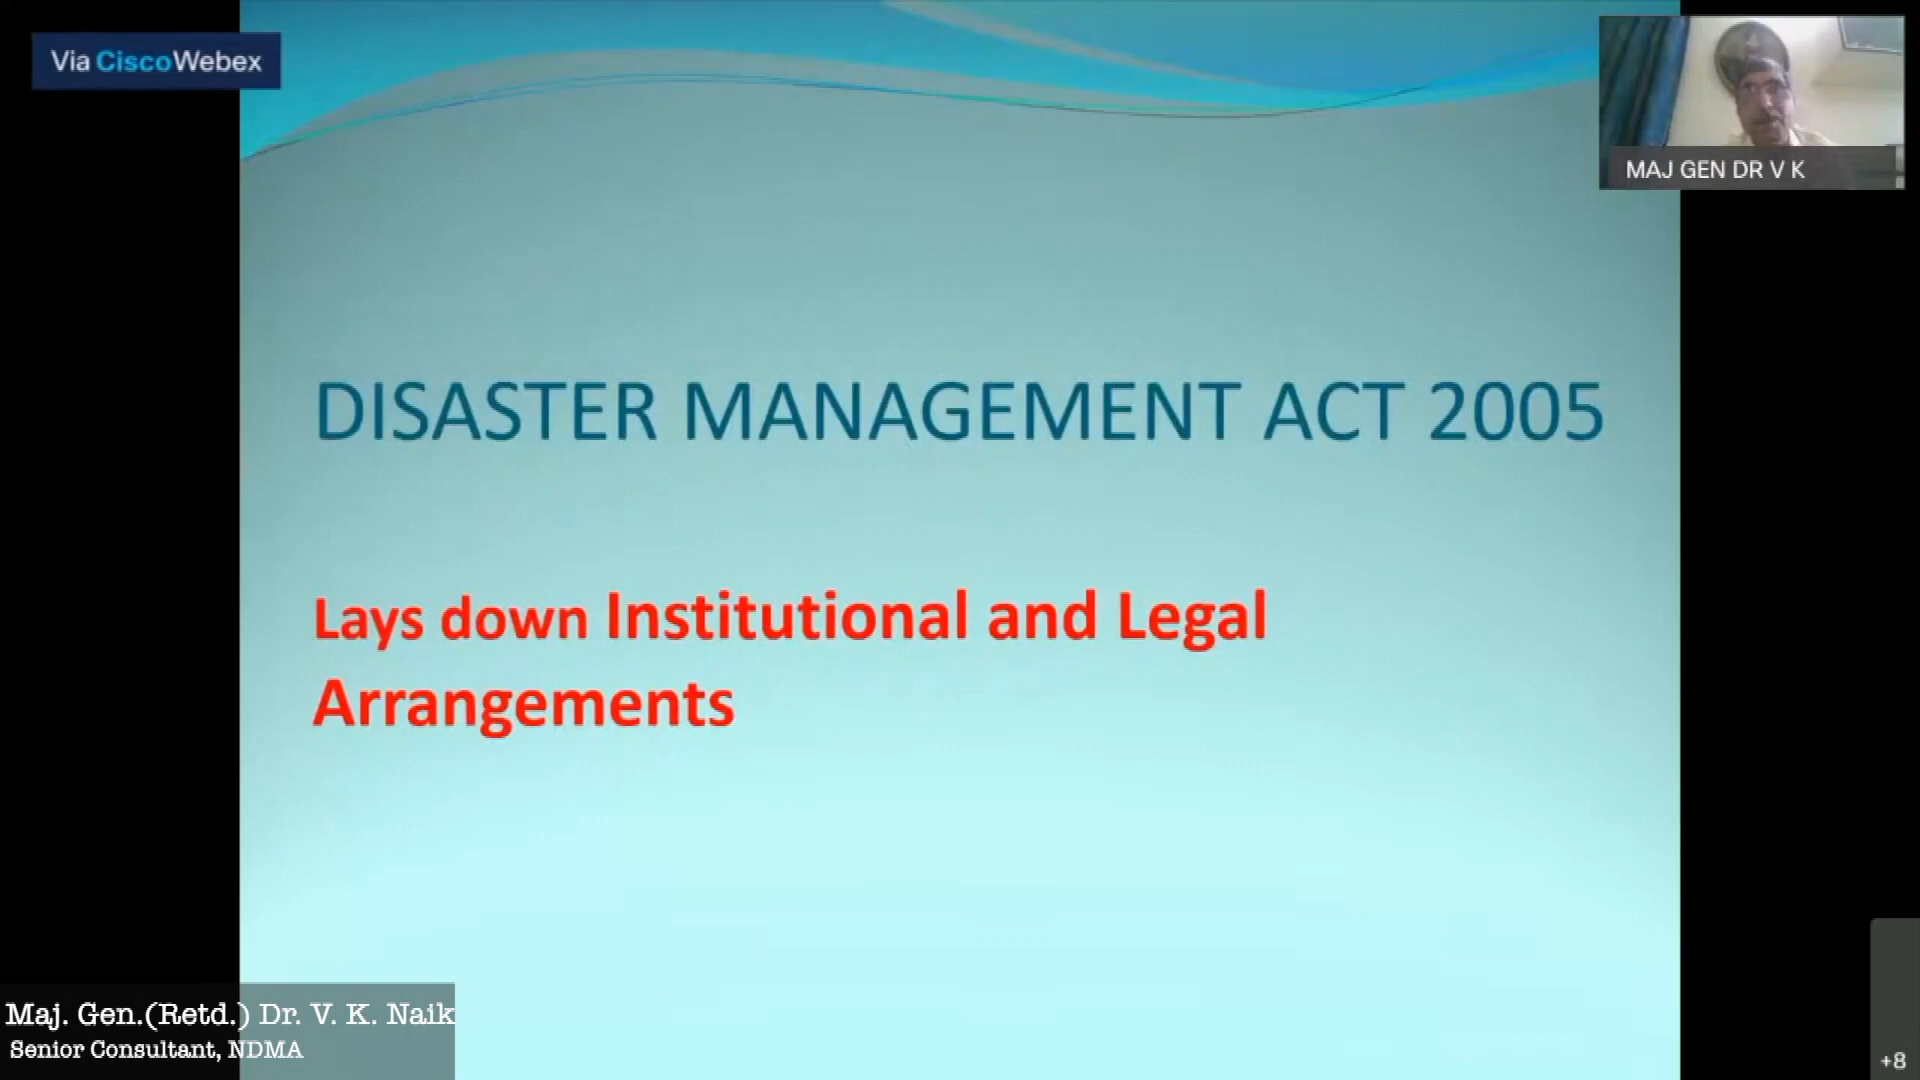 Via CiscoWebex
MAJ GEN DR V K
DISASTER MANAGEMENT ACT 2005
Lays down Institutional and Legal
Arrangements
Maj. Gen.(Retd.) Dr. V. K. Naik
Senior Consultant, NDMA
+8